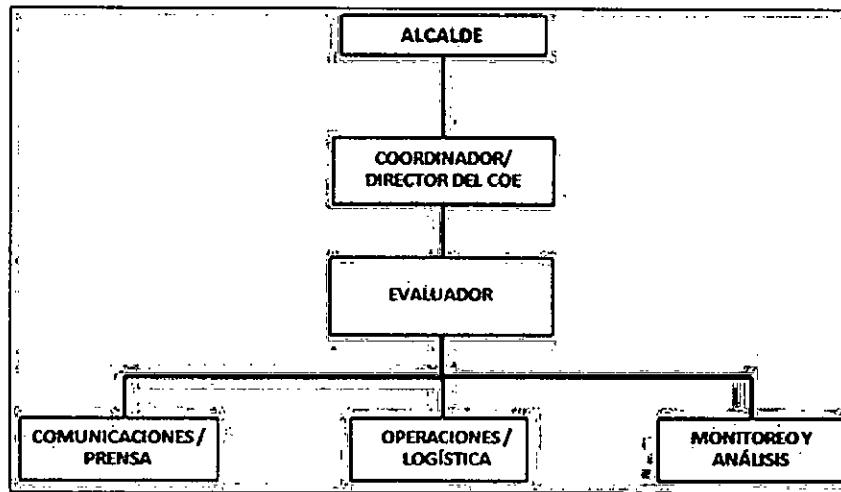 ALCALDE
COORDINADOR/
DIRECTOR DEL COE
EVALUADOR
COMUNICACIONES /
PRENSA
OPERACIONES /
LOGÍSTICA
MONITOREO Y
ANÁLISIS